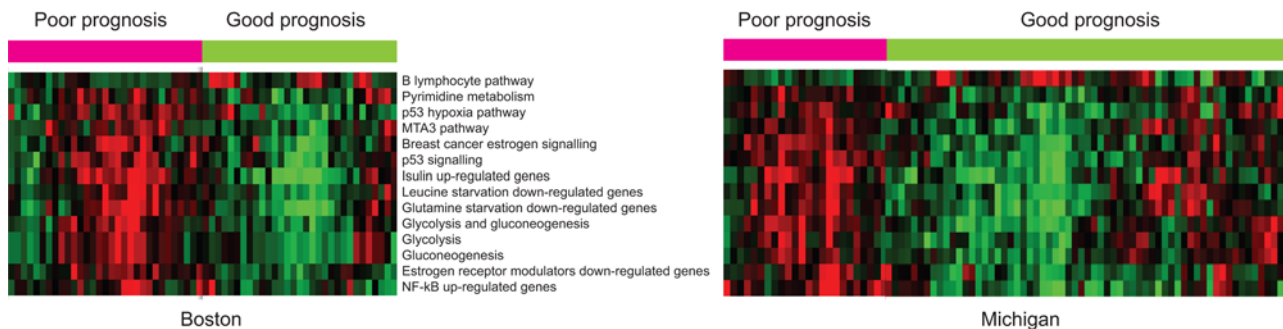 Poor prognosis Good prognosis
Poor prognosis Good prognosis
B lymphocyte pathway
Pyrimidine metabolism
p53 hypoxia pathway
MTA3 pathway
Breast cancer estrogen signalling
p53 signalling
Isulin up-regulated genes
Leucine starvation down-regulated genes
Glutamine starvation down-regulated genes
Glycolysis and gluconeogenesis
Glycolysis
Gluconeogenesis
Estrogen receptor modulators down-regulated genes
NF-kB up-regulated genes
Boston
Michigan